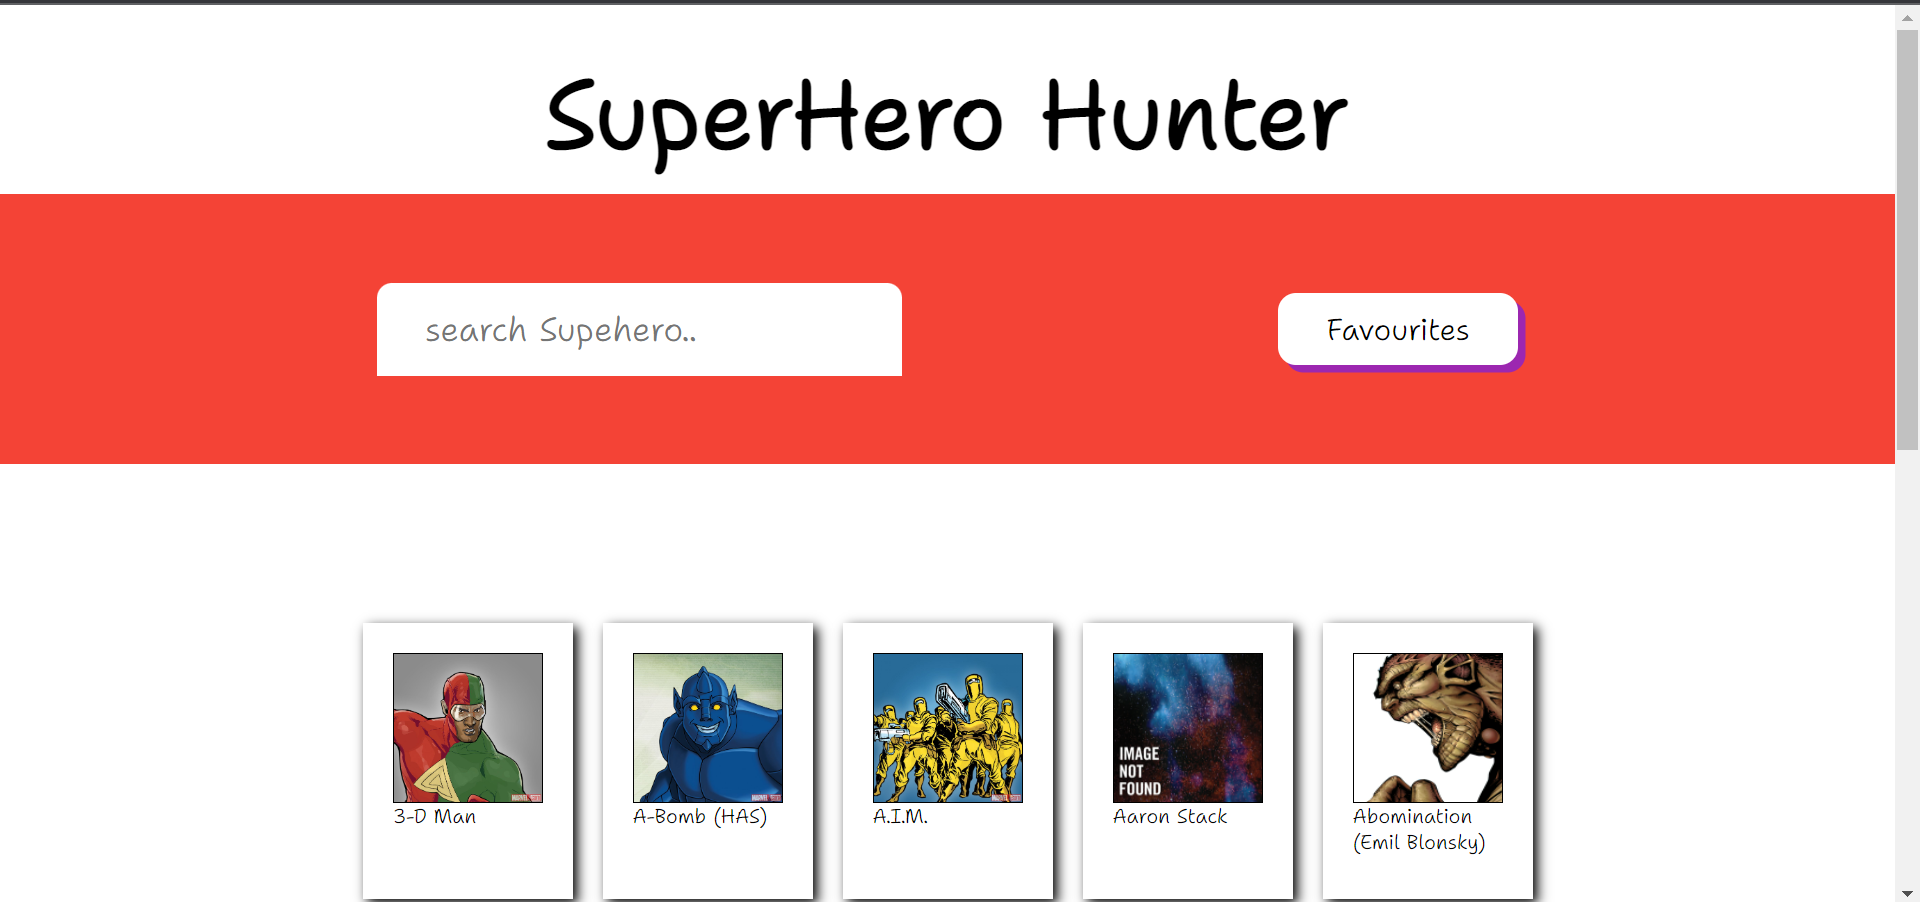 SuperHero Hunter
search Supehero..
Favourites
IMAGE
NOT
FOUND
3-D Man
A-Bomb (HAS)
A.I.M.
Aaron Stack
Abomination
(Emil Blonsky)